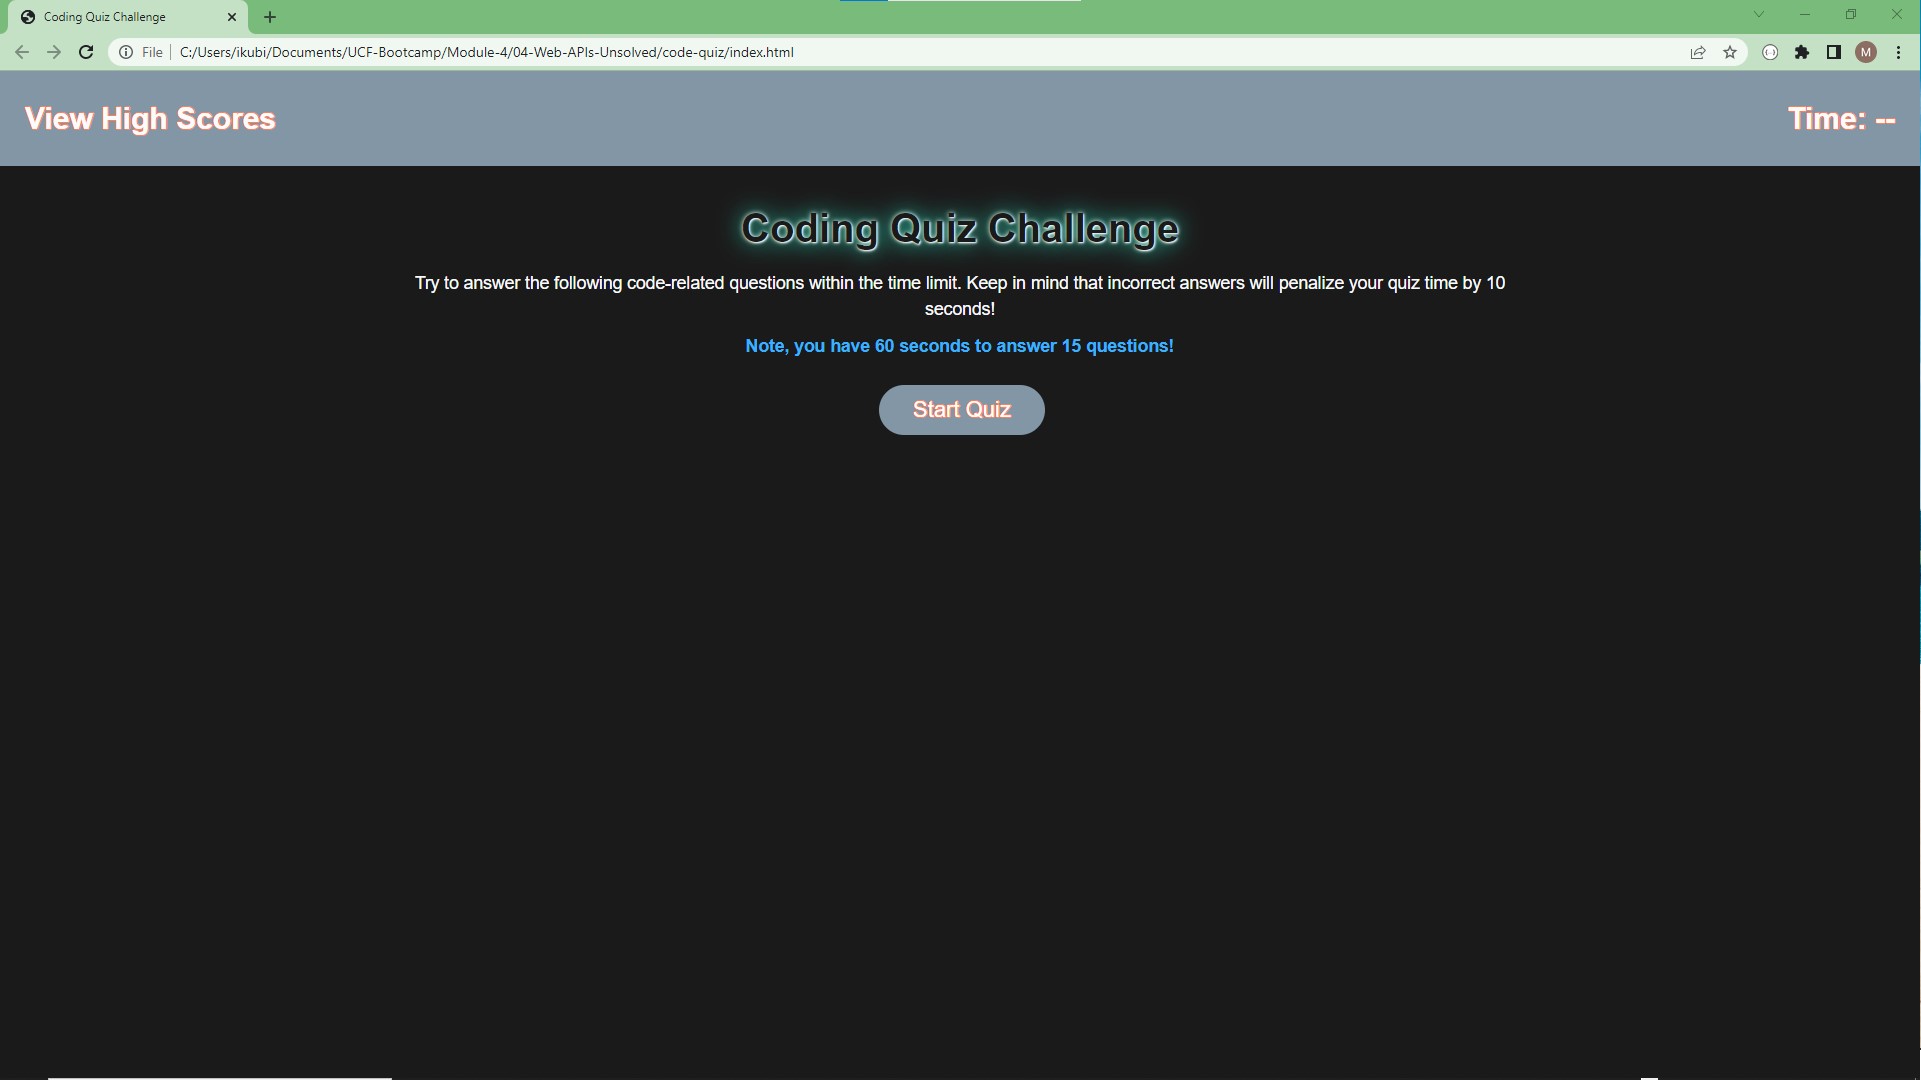 Coding Quiz Challenge
File C:/Users/ikubi/Documents/UCF-Bootcamp/Module-4/04-Web-APIs-Unsolved/code-quiz/index.html
M
View High Scores
Time: --
Coding Quiz Challenge
Try to answer the following code-related questions within the time limit. Keep in mind that incorrect answers will penalize your quiz time by 10
seconds!
Note, you have 60 seconds to answer 15 questions!
Start Quiz